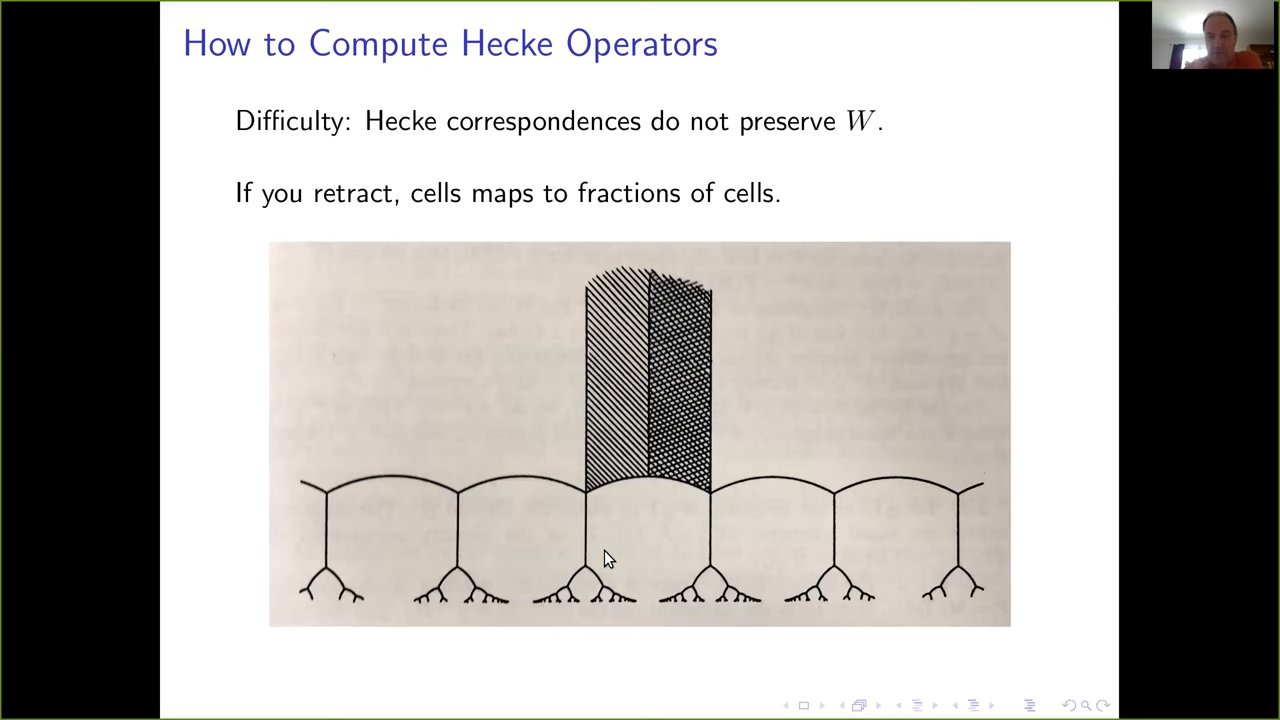 How to Compute Hecke Operators
Difficulty: Hecke correspondences do not preserve W.
If you retract, cells maps to fractions of cells.